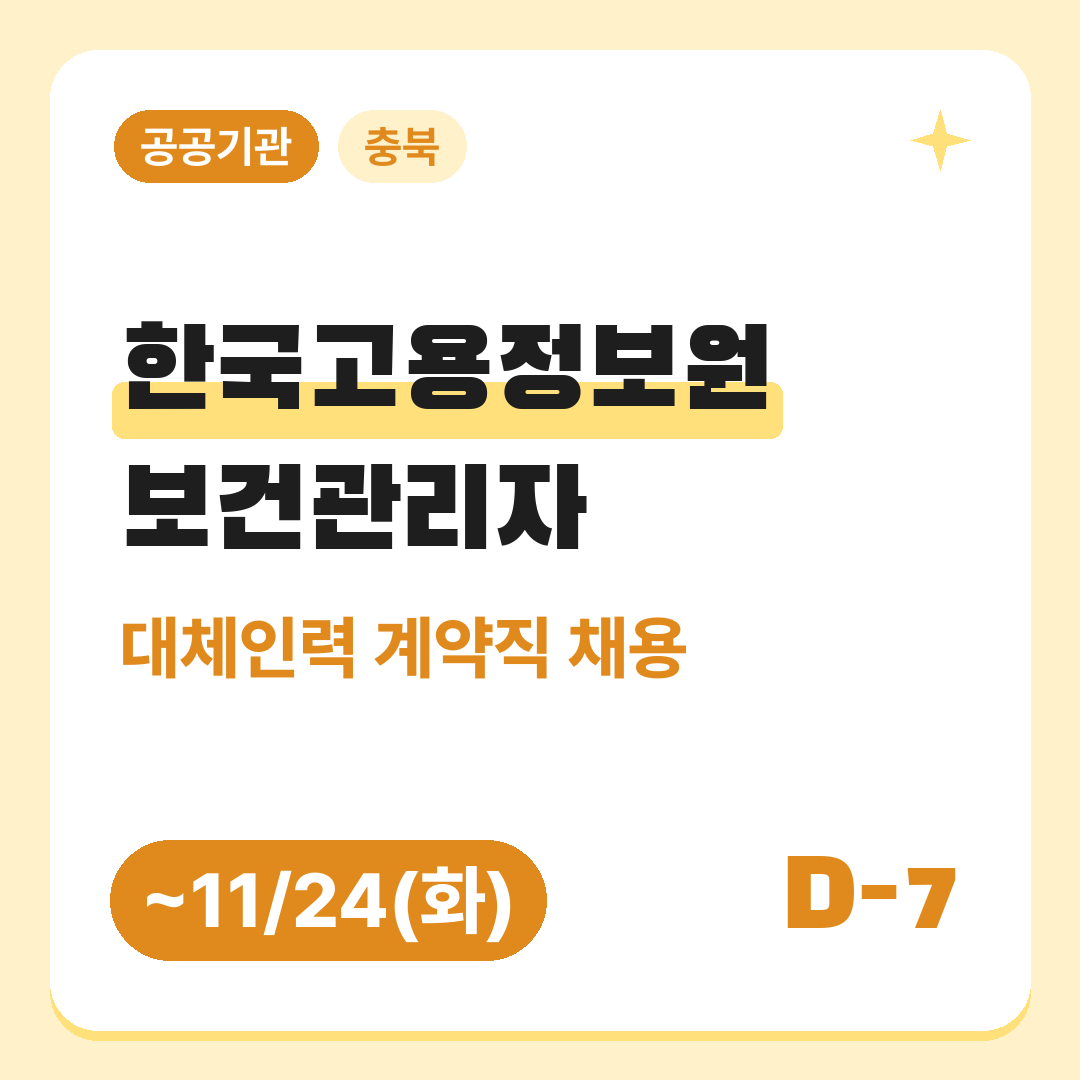 공공기관 충북
한국고용정보원
보건관리자
대체인력 계약직 채용
~11/24(화) D-7